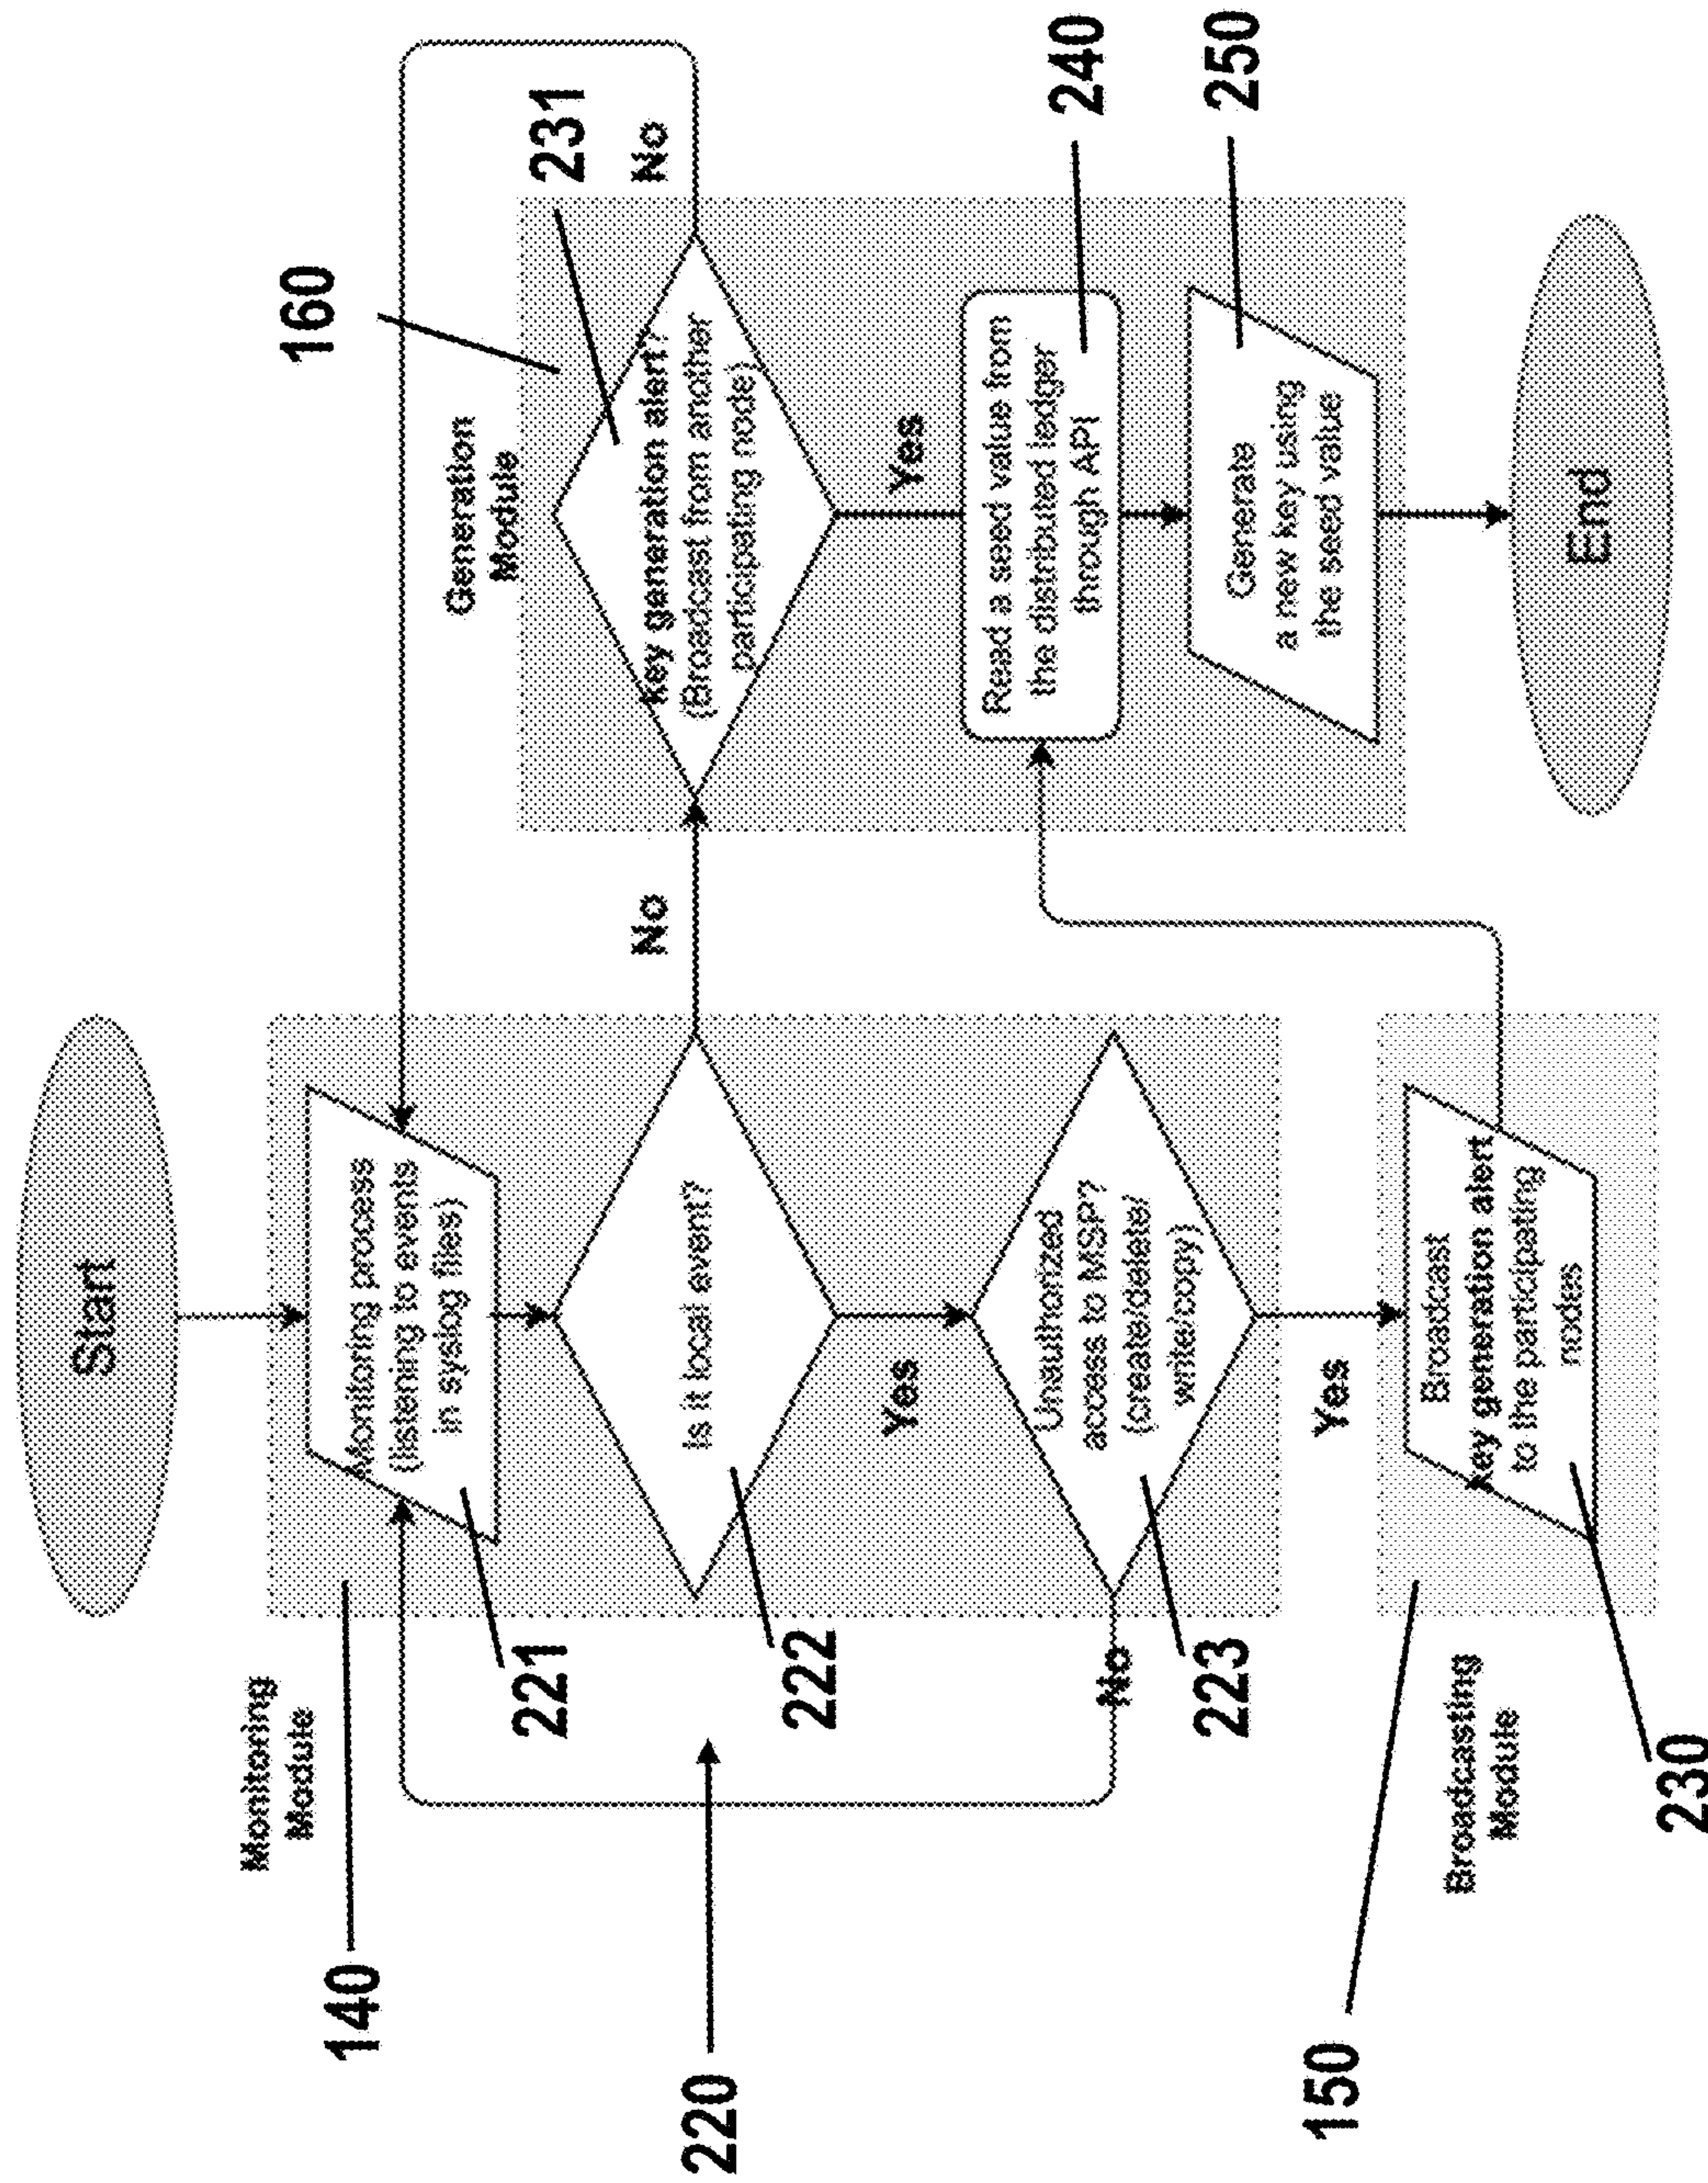 Start
Monitoring
Module
140
Monitoring process
(listening to events
in syslog files)
221
220
Is it local event?
222
No
Yes
Unauthorized
access to MSP?
(create/delete/
write/copy)
223
No
Yes
Broadcasting
Module
150
Broadcast
key generation alert
to the participating
nodes
230
160
Generation
Module
Key generation alert?
(Broadcast from another
participating node)
231
No
Yes
Read a seed value from
the distributed ledger
through API
240
Generate
a new key using
the seed value
250
End